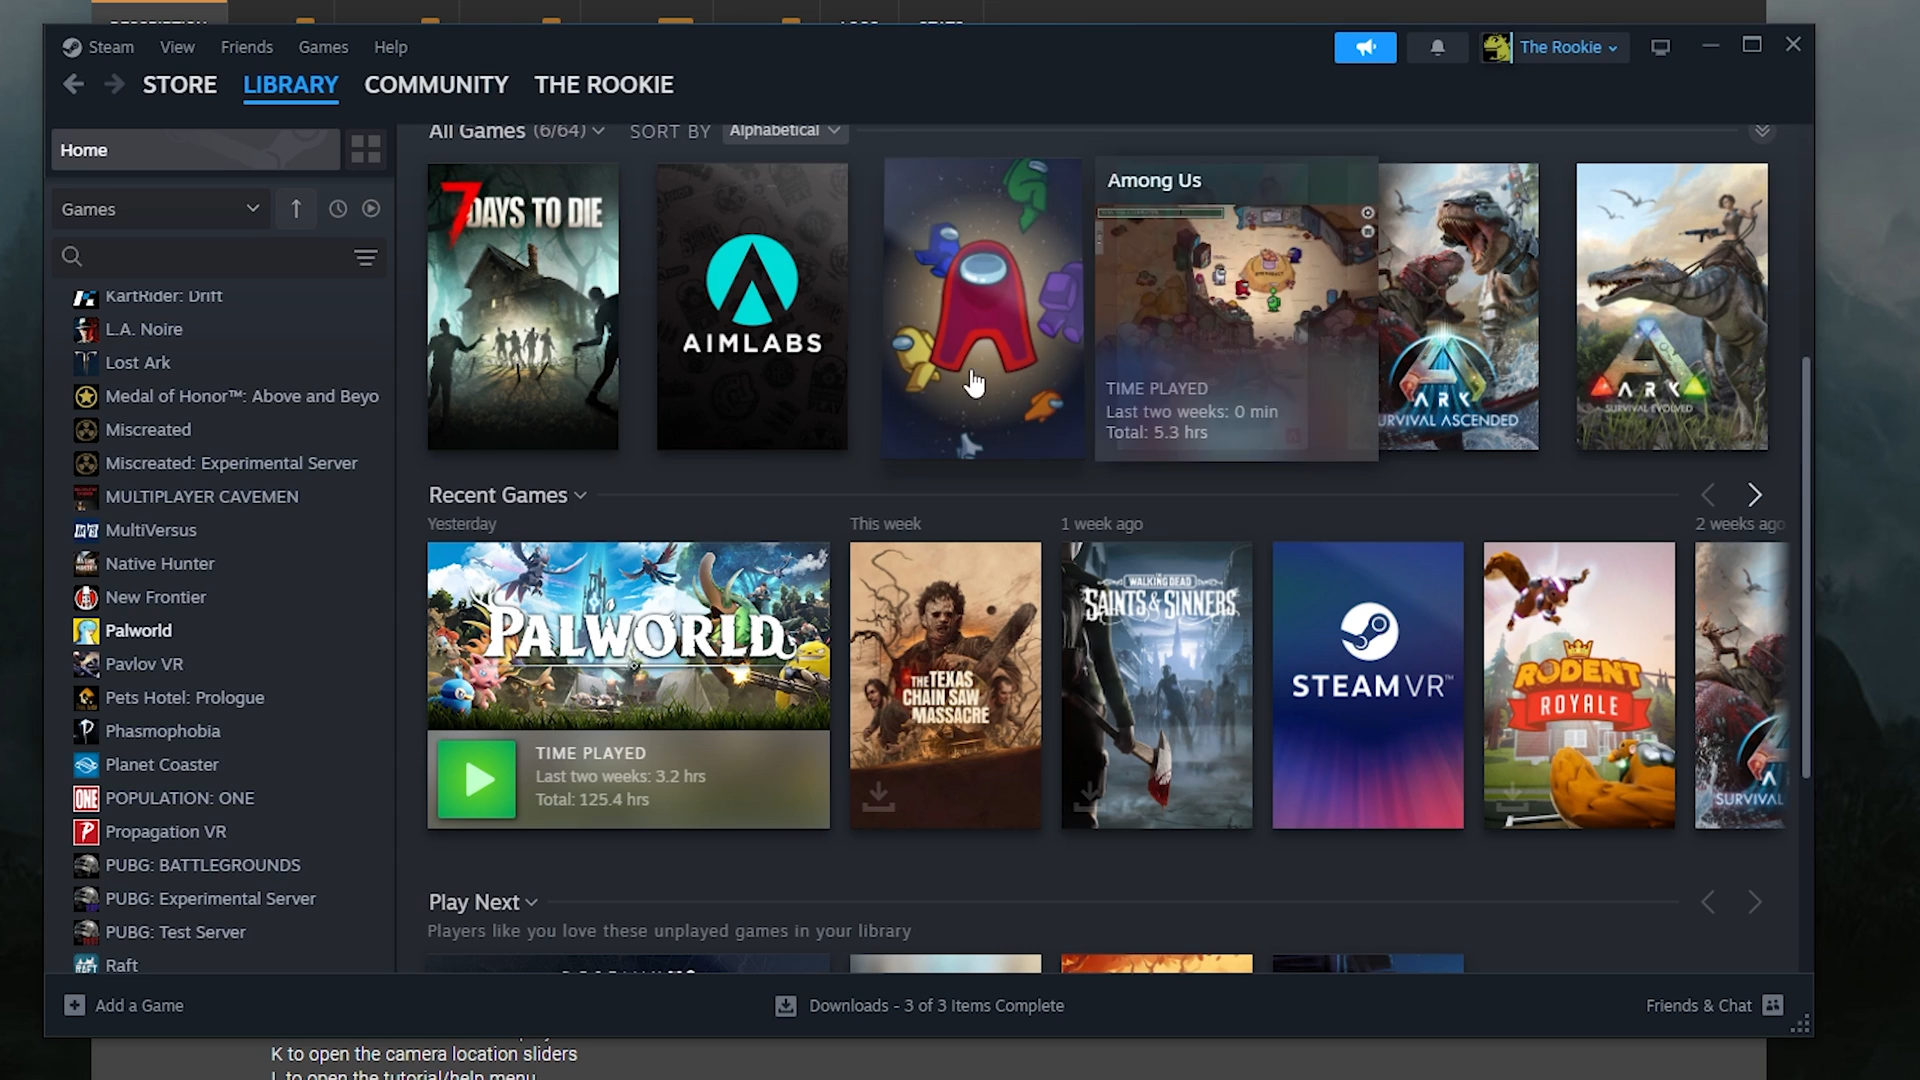 Steam View Friends Games Help
The Rookie
STORE LIBRARY COMMUNITY THE ROOKIE
Home
Games
KartRider: Drift
L.A. Noire
Lost Ark
Medal of Honor™: Above and Beyo
Miscreated
Miscreated: Experimental Server
MULTIPLAYER CAVEMEN
MultiVersus
Native Hunter
New Frontier
Palworld
Pavlov VR
Pets Hotel: Prologue
Phasmophobia
Planet Coaster
POPULATION: ONE
Propagation VR
PUBG: BATTLEGROUNDS
PUBG: Experimental Server
PUBG: Test Server
Raft
All Games (6/64) SORT BY Alphabetical
7 DAYS TO DIE
AIMLABS
Among Us
TIME PLAYED
Last two weeks: 0 min
Total: 5.3 hrs
ARK
SURVIVAL ASCENDED
ARK
SURVIVAL EVOLVED
Recent Games
Yesterday
This week
1 week ago
2 weeks ago
PALWORLD
TIME PLAYED
Last two weeks: 3.2 hrs
Total: 125.4 hrs
THE TEXAS
CHAIN SAW
MASSACRE
THE WALKING DEAD
SAINTS & SINNERS
STEAMVR™
RODENT
ROYALE
SURVIVAL
Play Next
Players like you love these unplayed games in your library
Add a Game
Downloads - 3 of 3 Items Complete
Friends & Chat
K to open the camera location sliders
L to open the tutorial/help menu